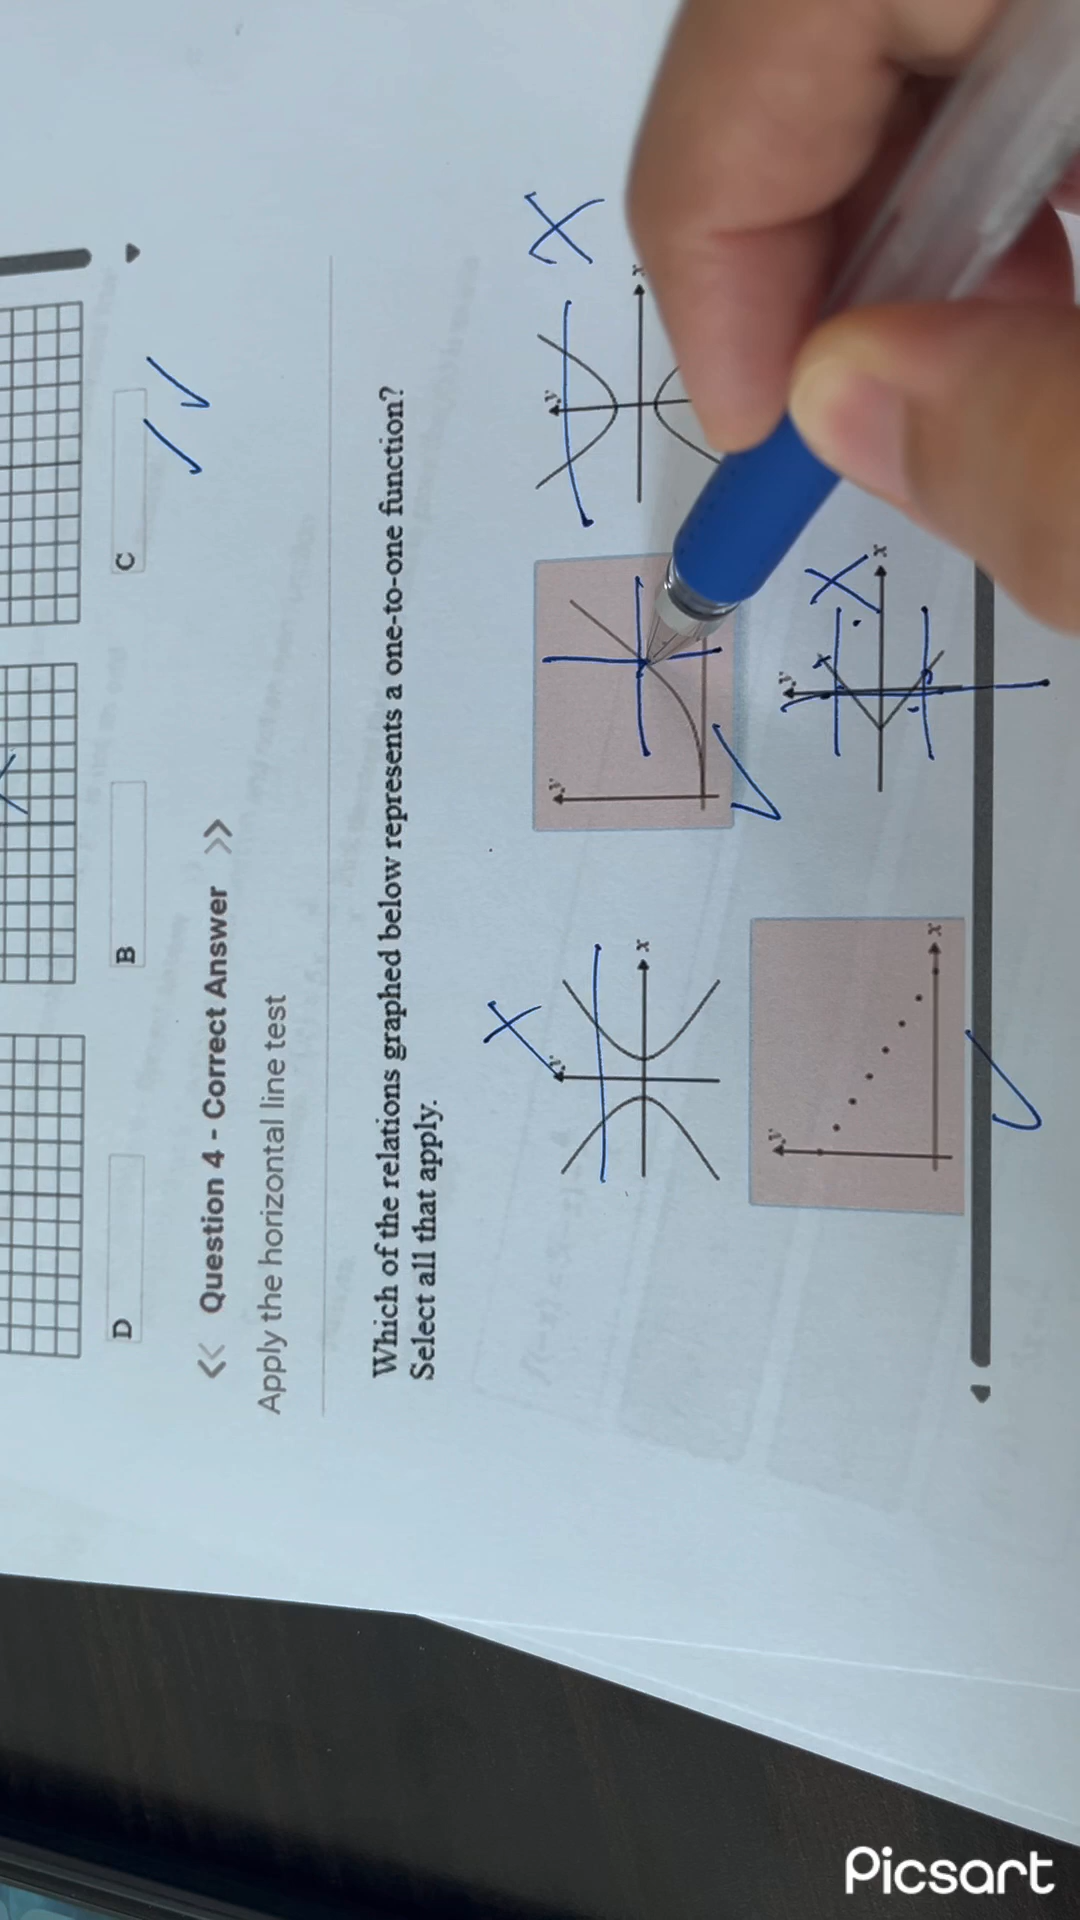 D
B
C
<< Question 4 - Correct Answer >>
Apply the horizontal line test
Which of the relations graphed below represents a one-to-one function?
Select all that apply.
y
x
y
y
x
y
x
y
x
Picsart